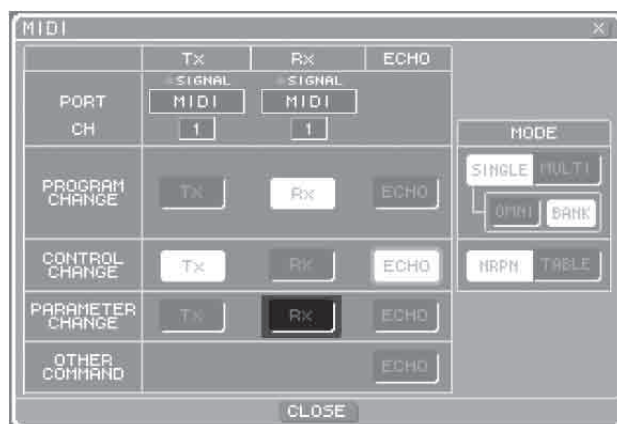 MIDI X
TX RX ECHO
SIGNAL SIGNAL
PORT MIDI MIDI
CH 1 1
MODE
PROGRAM CHANGE TX RX ECHO
SINGLE MULTI
OMNI BANK
CONTROL CHANGE TX RX ECHO
NRPN TABLE
PARAMETER CHANGE TX RX ECHO
OTHER COMMAND ECHO
CLOSE